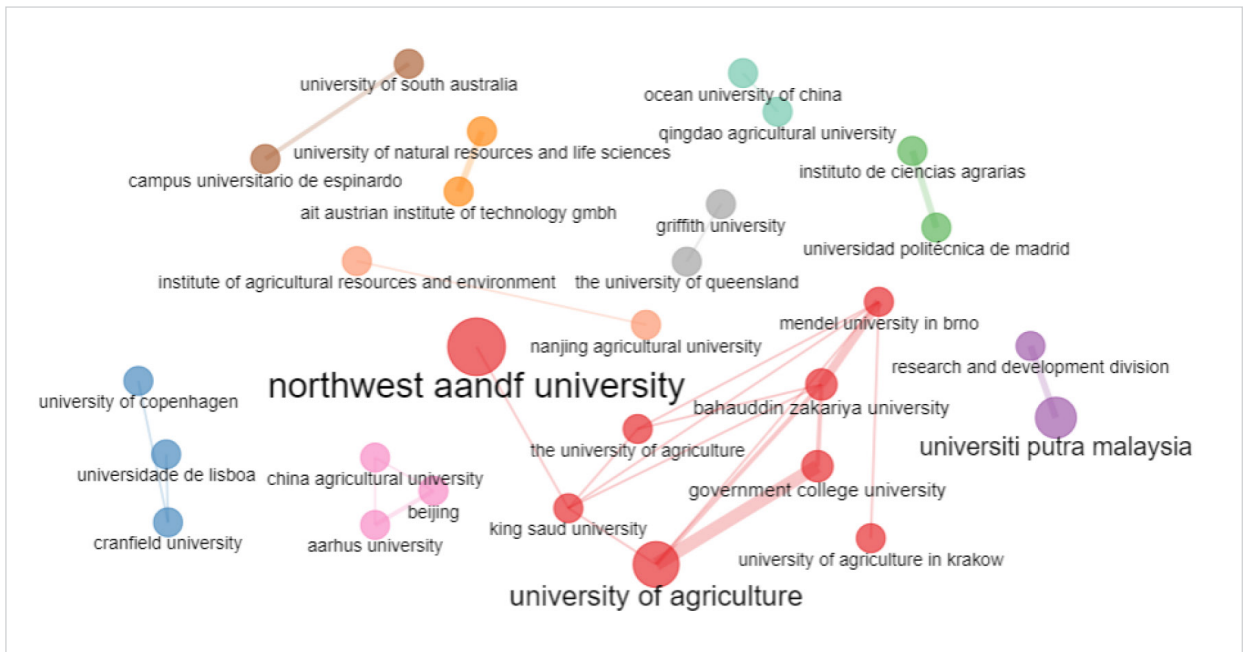 university of south australia
ocean university of china
qingdao agricultural university
university of natural resources and life sciences
instituto de ciencias agrarias
campus universitario de espinardo
ait austrian institute of technology gmbh
griffith university
universidad politécnica de madrid
institute of agricultural resources and environment
the university of queensland
mendel university in brno
nanjing agricultural university
research and development division
northwest aandf university
university of copenhagen
bahauddin zakariya university
universiti putra malaysia
the university of agriculture
universidade de lisboa
china agricultural university
government college university
beijing
king saud university
cranfield university
aarhus university
university of agriculture in krakow
university of agriculture